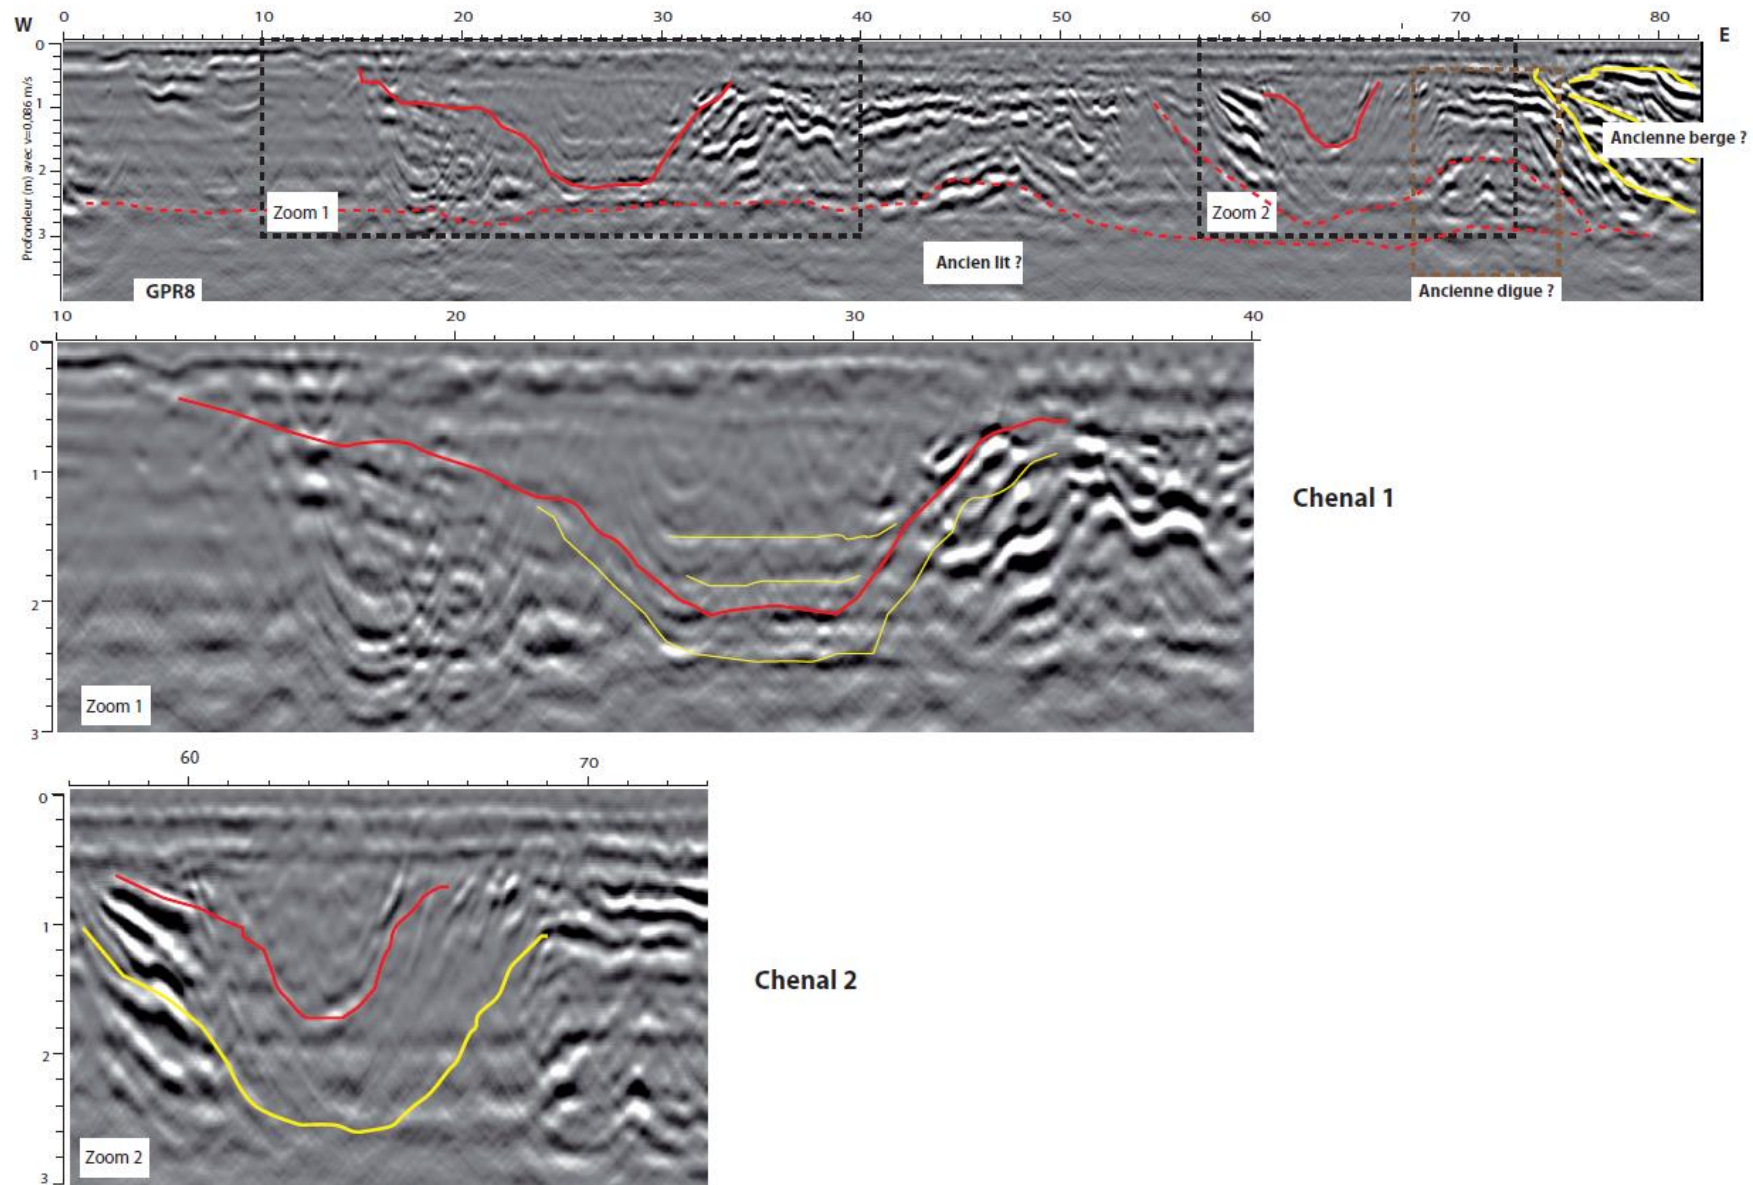 W 0 10 20 30 40 50 60 70 80 E
0
1
2
3
Profondeur (m) avec v=0,086 m/s
Ancienne berge ?
Zoom 1
Zoom 2
Ancien lit ?
GPR8
Ancienne digue ?
10 20 30 40
0
1
2
3
Chenal 1
Zoom 1
60 70
0
1
2
3
Chenal 2
Zoom 2